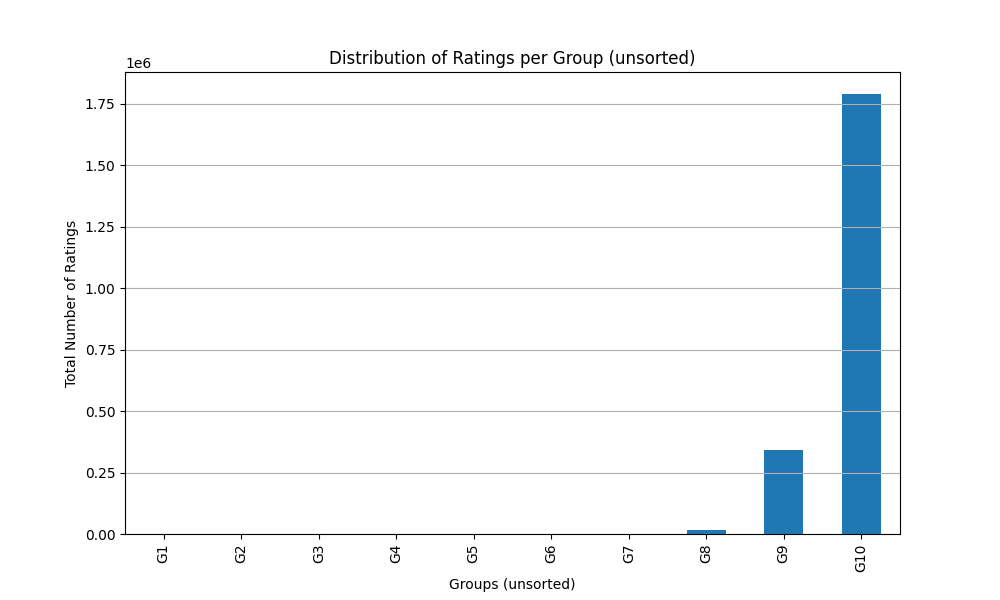 Distribution of Ratings per Group (unsorted)
1e6
1.75
1.50
1.25
1.00
0.75
0.50
0.25
0.00
Total Number of Ratings
G1 G2 G3 G4 G5 G6 G7 G8 G9 G10
Groups (unsorted)